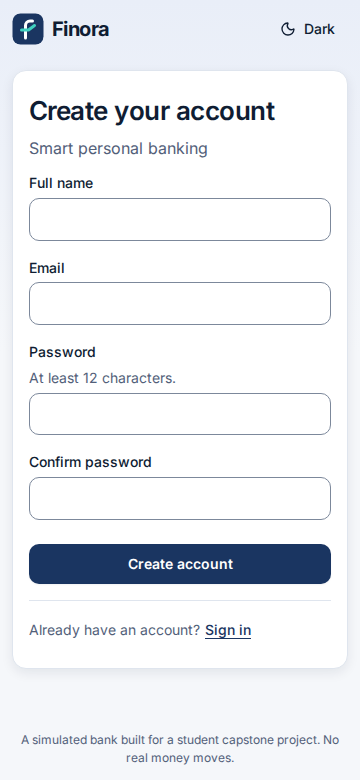 Finora
Dark
Create your account
Smart personal banking
Full name
Email
Password
At least 12 characters.
Confirm password
Create account
Already have an account? Sign in
A simulated bank built for a student capstone project. No
real money moves.